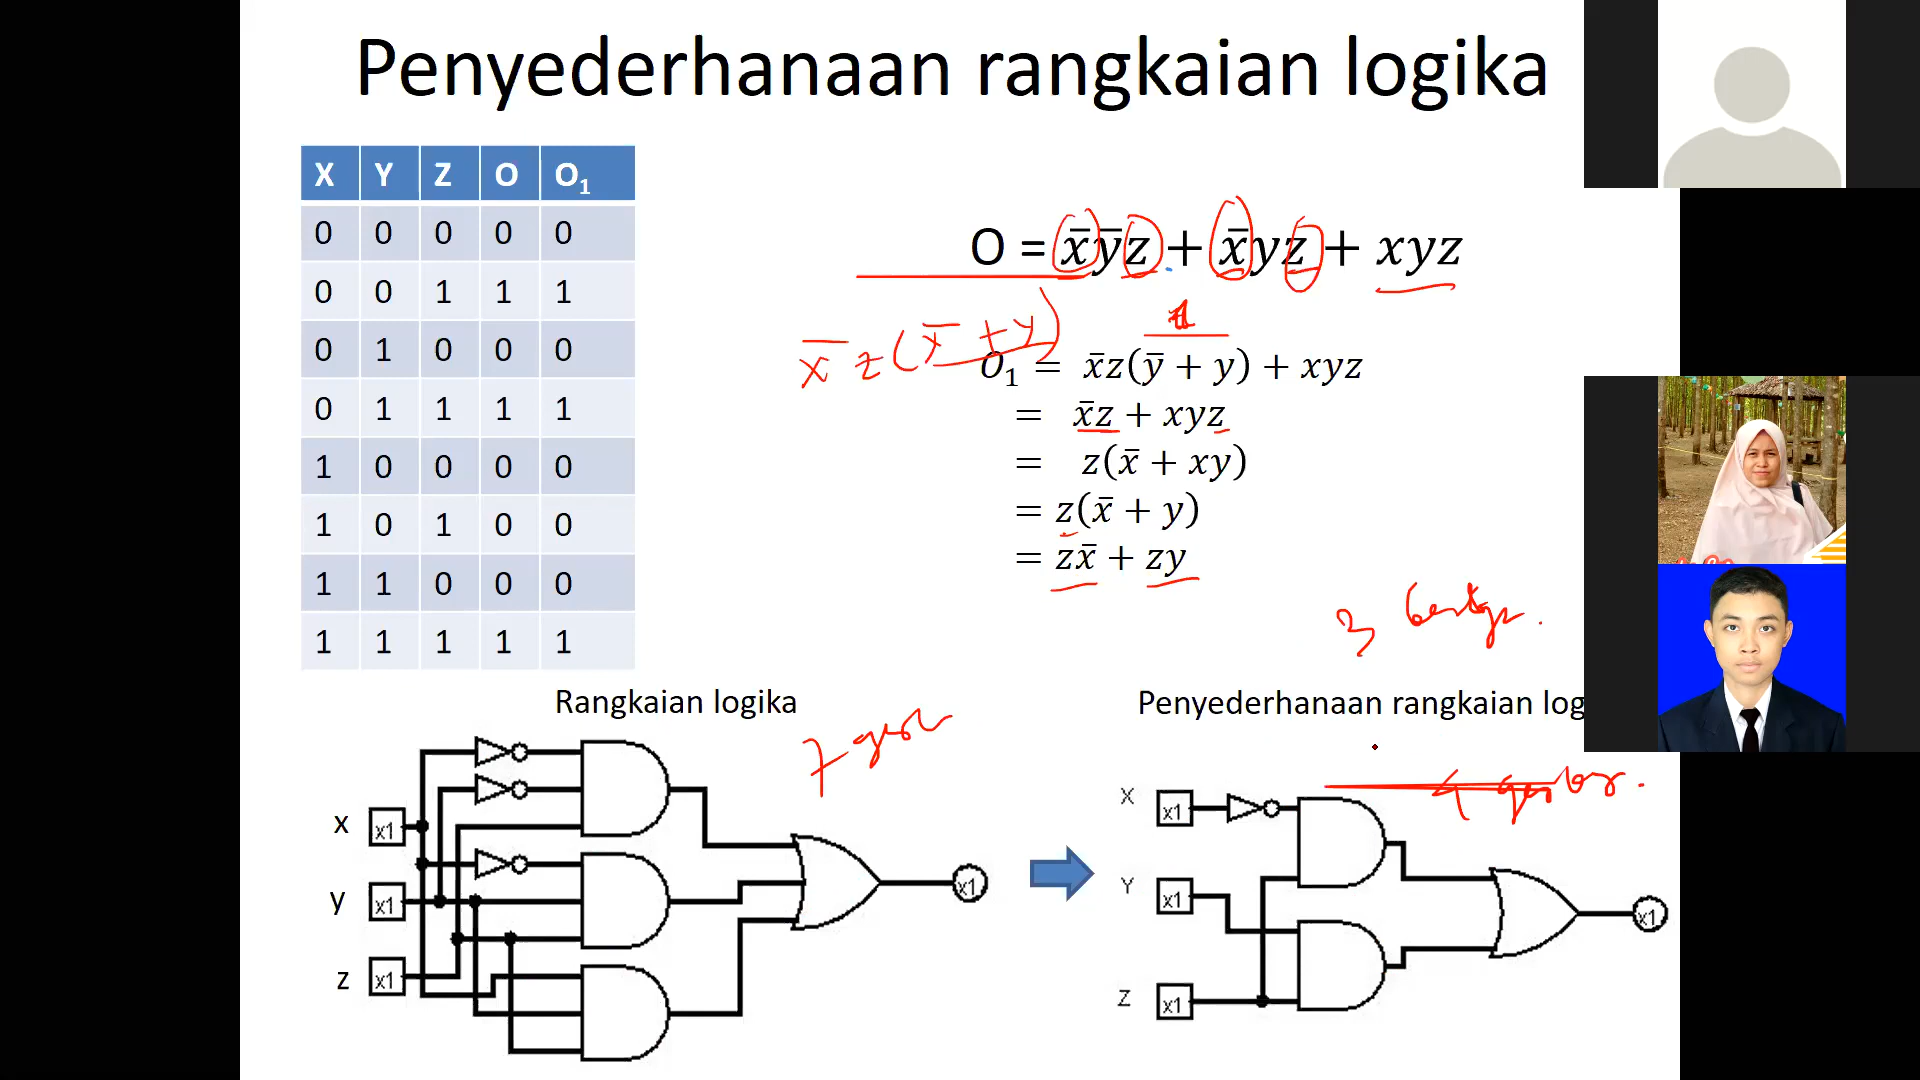 Penyederhanaan rangkaian logika
X Y Z O O₁
0 0 0 0 0
0 0 1 1 1
0 1 0 0 0
0 1 1 1 1
1 0 0 0 0
1 0 1 0 0
1 1 0 0 0
1 1 1 1 1
O = x̄ȳz + x̄yz + xyz
1
x̄ z (x̄ + y)
O₁ = x̄z(ȳ + y) + xyz
= x̄z + xyz
= z(x̄ + xy)
= z(x̄ + y)
= zx̄ + zy
3
Rangkaian logika
7
Penyederhanaan rangkaian log
4
x x1
y x1
z x1
x1
X x1
Y x1
Z x1
x1